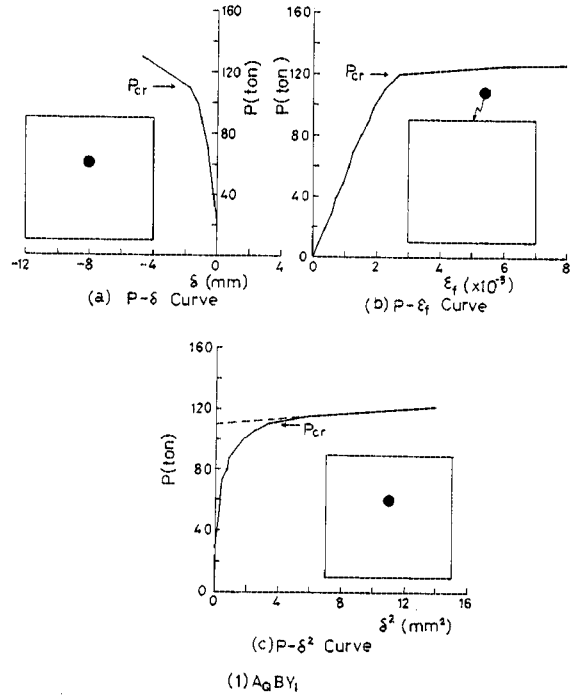 160
120
80
40
P(ton)
Pcr →
-12 -8 -4 0 4
δ (mm)
(a) P-δ Curve
160
120
80
40
0
P(ton)
Pcr →
0 2 4 6 8
εf (×10⁻³)
(b) P-εf Curve
160
120
80
40
0
P(ton)
← Pcr
0 4 8 12 16
δ² (mm²)
(c) P-δ² Curve
(1) AQBY₁